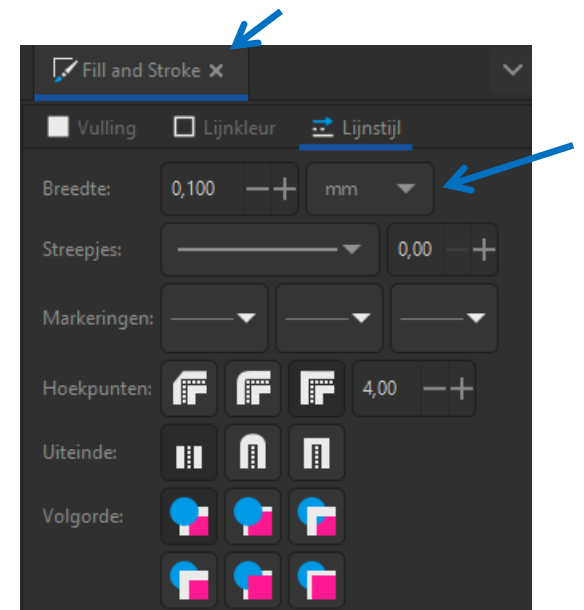 Fill and Stroke
Vulling Lijnkleur Lijnstijl
Breedte: 0,100 mm
Streepjes: 0,00
Markeringen:
Hoekpunten: 4,00
Uiteinde:
Volgorde: